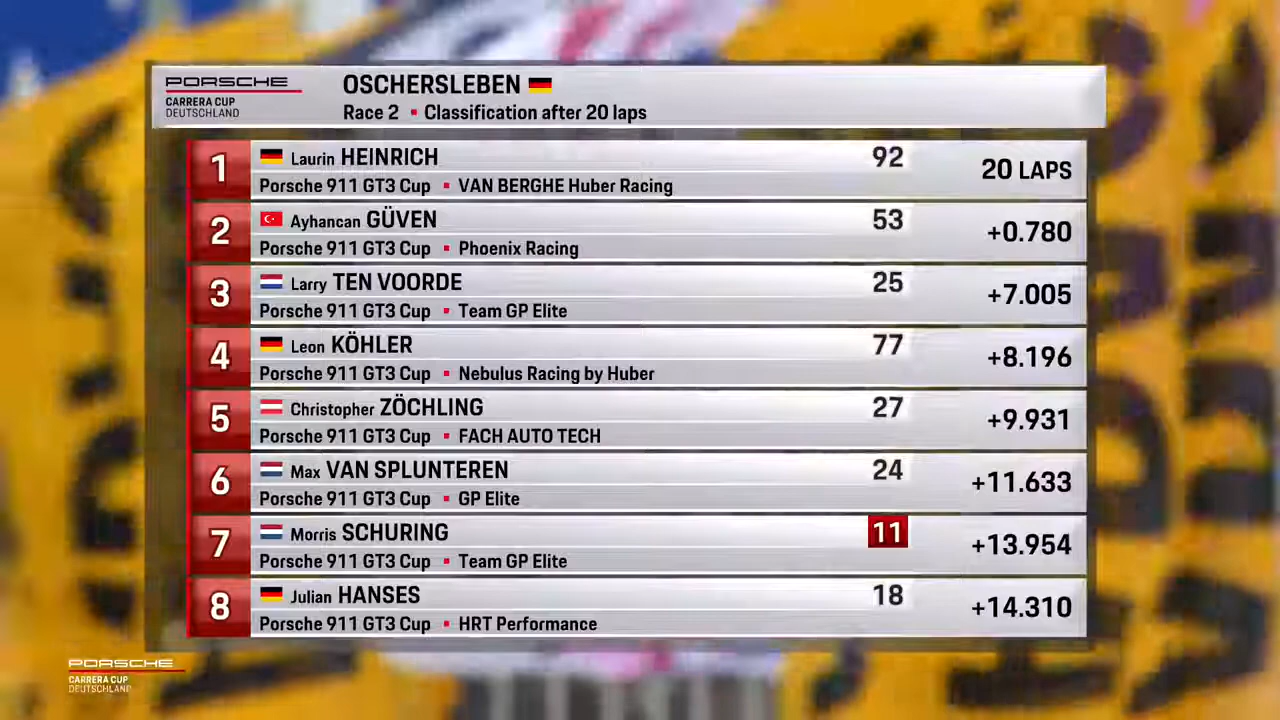 PORSCHE
CARRERA CUP
DEUTSCHLAND
OSCHERSLEBEN
Race 2 ▪ Classification after 20 laps
1 Laurin HEINRICH 92 20 LAPS
Porsche 911 GT3 Cup ▪ VAN BERGHE Huber Racing
2 Ayhancan GÜVEN 53 +0.780
Porsche 911 GT3 Cup ▪ Phoenix Racing
3 Larry TEN VOORDE 25 +7.005
Porsche 911 GT3 Cup ▪ Team GP Elite
4 Leon KÖHLER 77 +8.196
Porsche 911 GT3 Cup ▪ Nebulus Racing by Huber
5 Christopher ZÖCHLING 27 +9.931
Porsche 911 GT3 Cup ▪ FACH AUTO TECH
6 Max VAN SPLUNTEREN 24 +11.633
Porsche 911 GT3 Cup ▪ GP Elite
7 Morris SCHURING 11 +13.954
Porsche 911 GT3 Cup ▪ Team GP Elite
8 Julian HANSES 18 +14.310
Porsche 911 GT3 Cup ▪ HRT Performance
PORSCHE
CARRERA CUP
DEUTSCHLAND